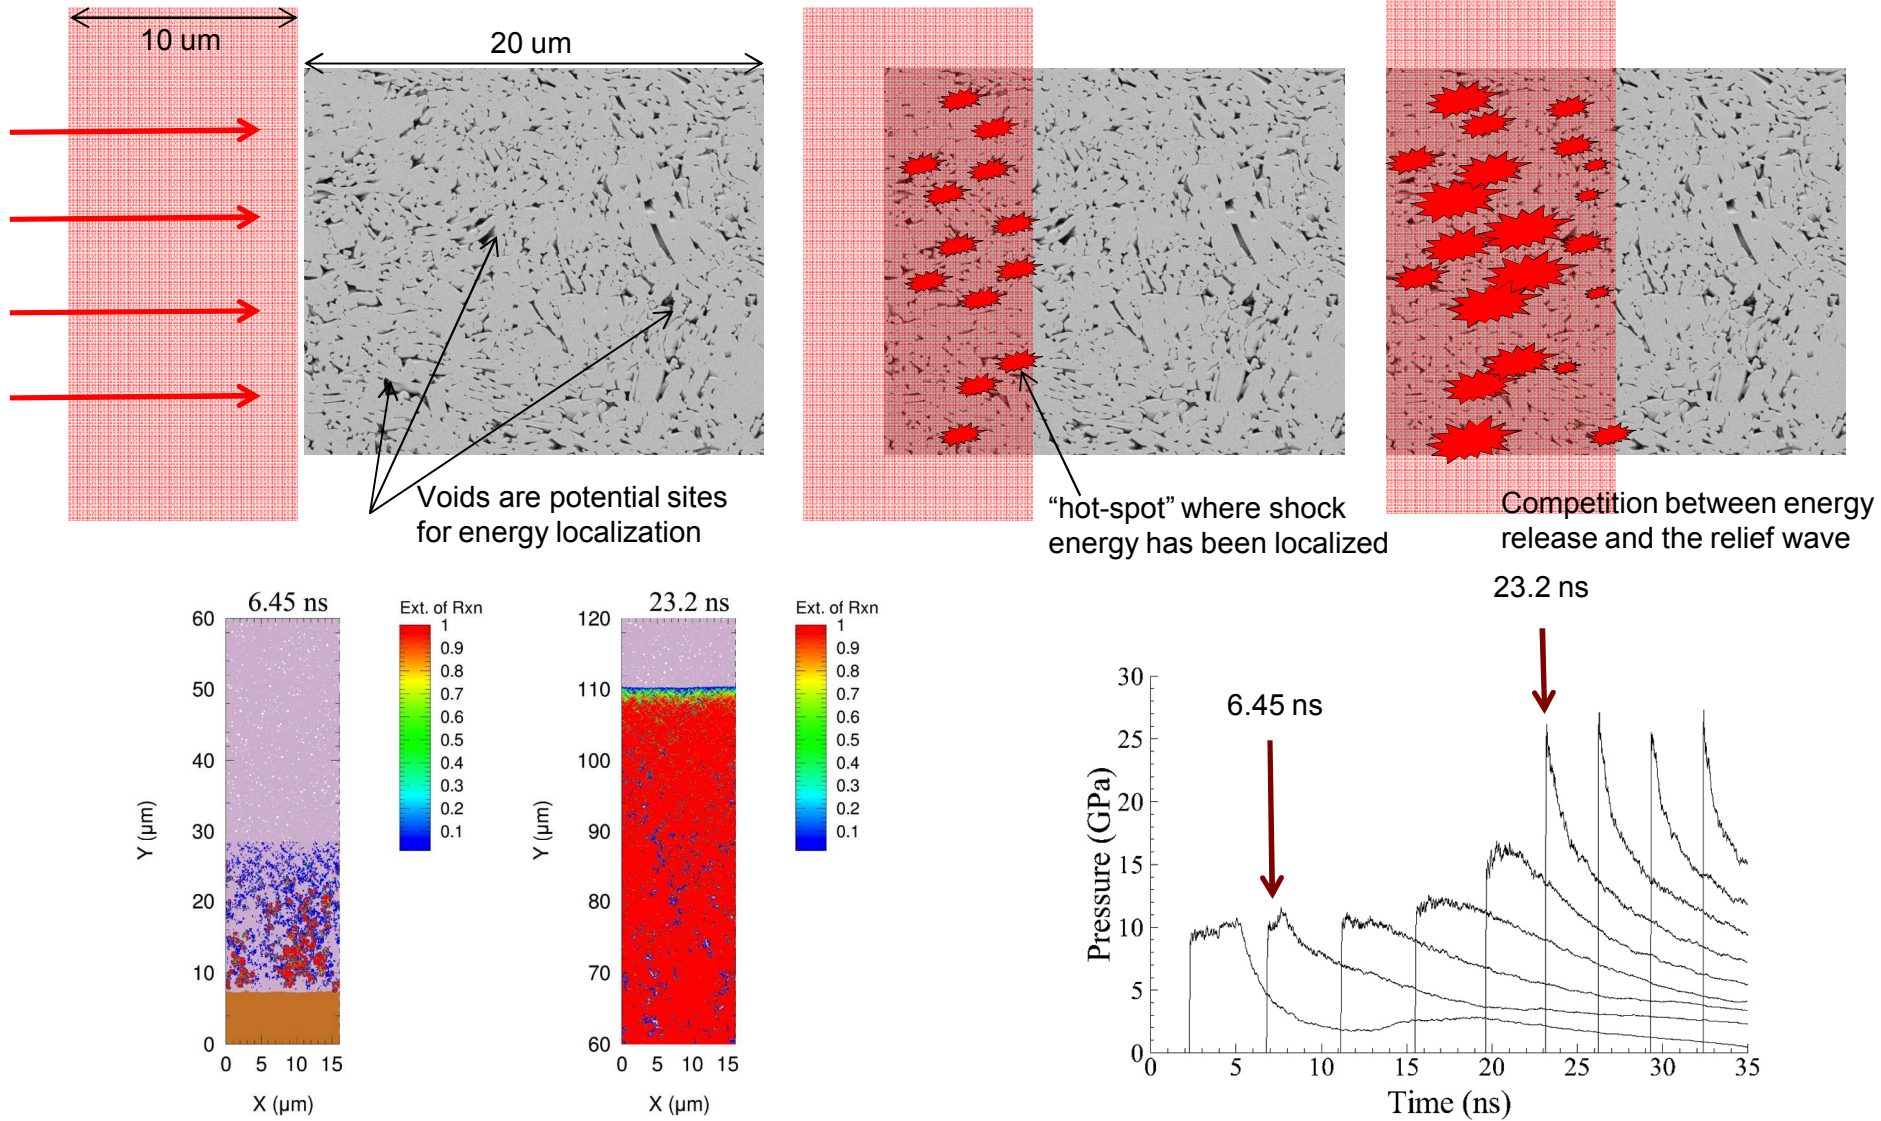 10 um
20 um
Voids are potential sites
for energy localization
“hot-spot” where shock
energy has been localized
Competition between energy
release and the relief wave
6.45 ns
Ext. of Rxn
1
0.9
0.8
0.7
0.6
0.5
0.4
0.3
0.2
0.1
60
50
40
30
20
10
0
Y (µm)
0 5 10 15
X (µm)
23.2 ns
Ext. of Rxn
1
0.9
0.8
0.7
0.6
0.5
0.4
0.3
0.2
0.1
120
110
100
90
80
70
60
Y (µm)
0 5 10 15
X (µm)
23.2 ns
6.45 ns
30
25
20
15
10
5
0
Pressure (GPa)
0 5 10 15 20 25 30 35
Time (ns)